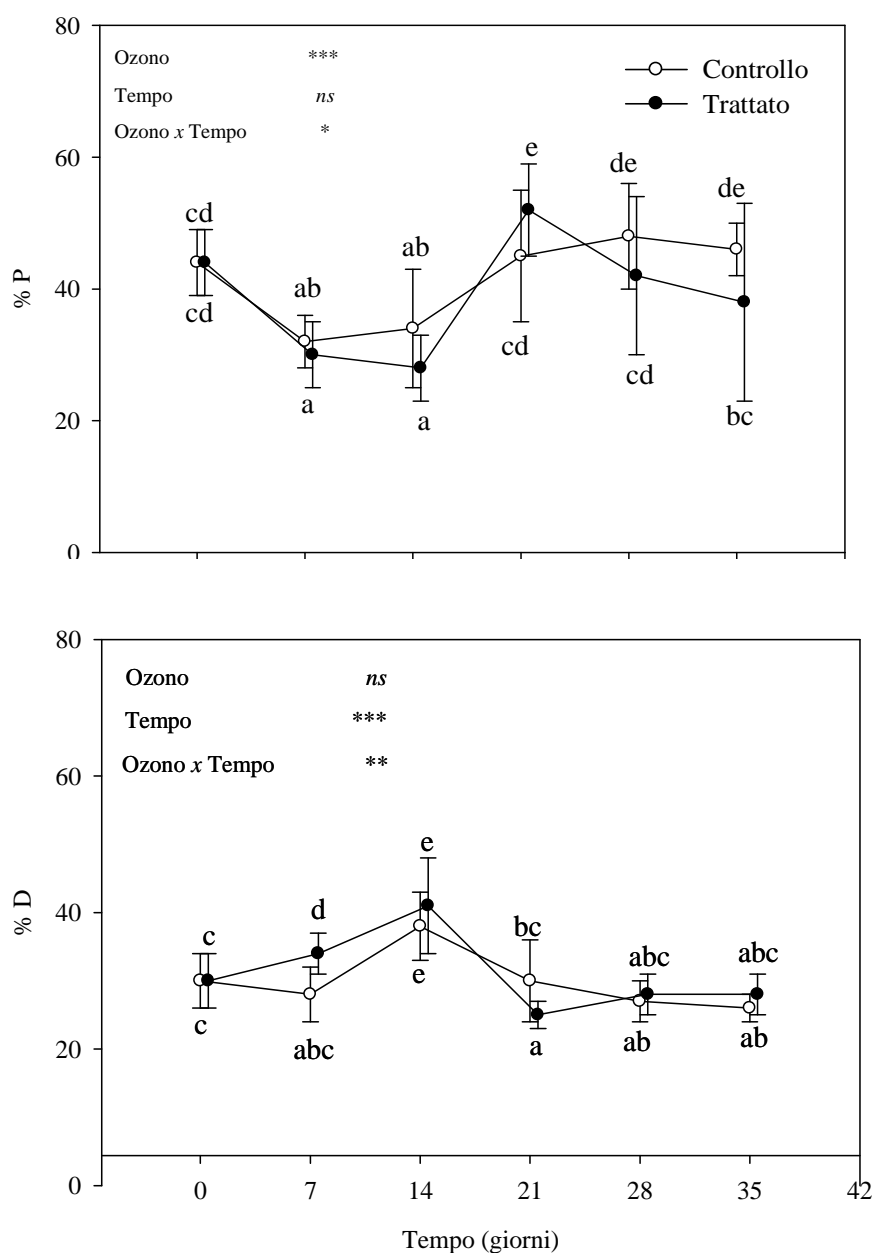 80
Ozono ***
Controllo
Tempo ns
Trattato
Ozono x Tempo *
e
60
de
de
cd
ab
ab
% P
40
cd
cd
cd
a
a
bc
20
0
80
Ozono ns
Tempo ***
Ozono x Tempo **
60
e
% D
40
d
c
bc
abc
abc
e
c
abc
a
ab
ab
20
0
0 7 14 21 28 35 42
Tempo (giorni)